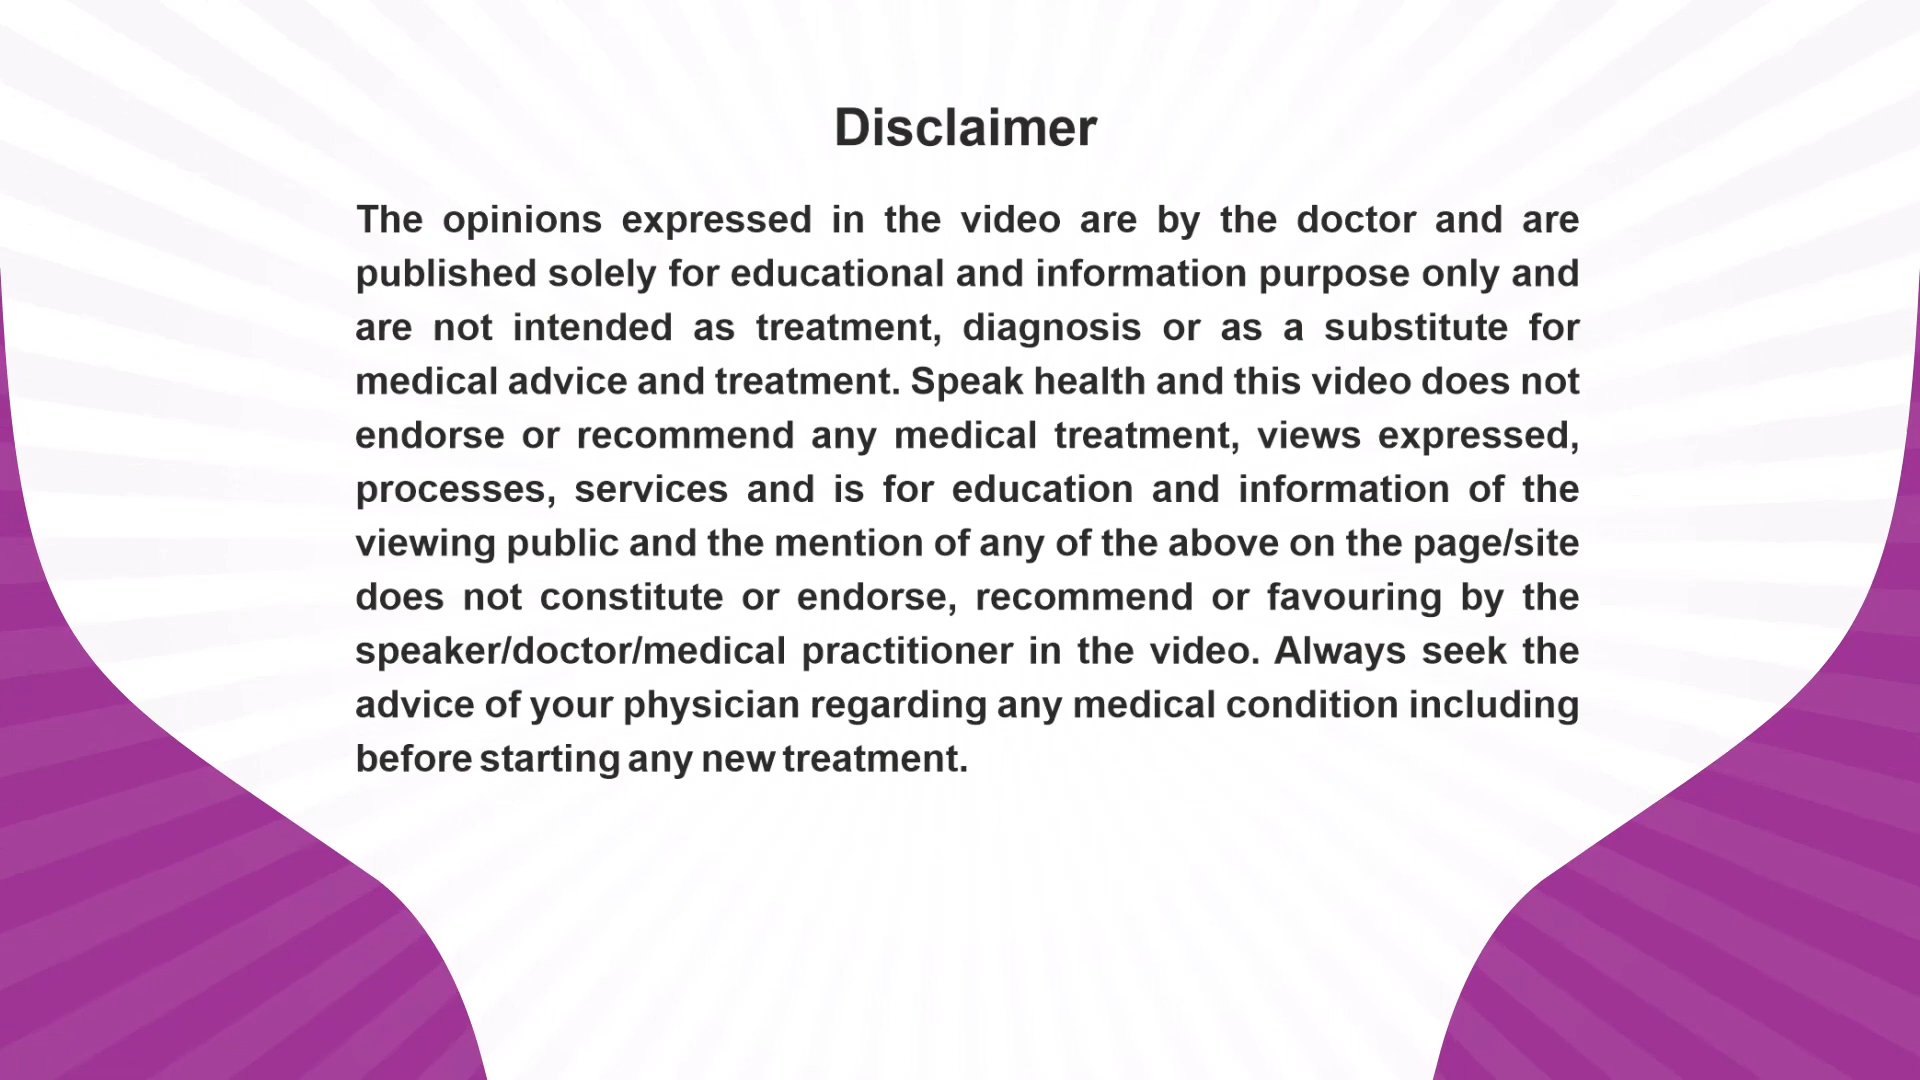 Disclaimer
The opinions expressed in the video are by the doctor and are
published solely for educational and information purpose only and
are not intended as treatment, diagnosis or as a substitute for
medical advice and treatment. Speak health and this video does not
endorse or recommend any medical treatment, views expressed,
processes, services and is for education and information of the
viewing public and the mention of any of the above on the page/site
does not constitute or endorse, recommend or favouring by the
speaker/doctor/medical practitioner in the video. Always seek the
advice of your physician regarding any medical condition including
before starting any new treatment.